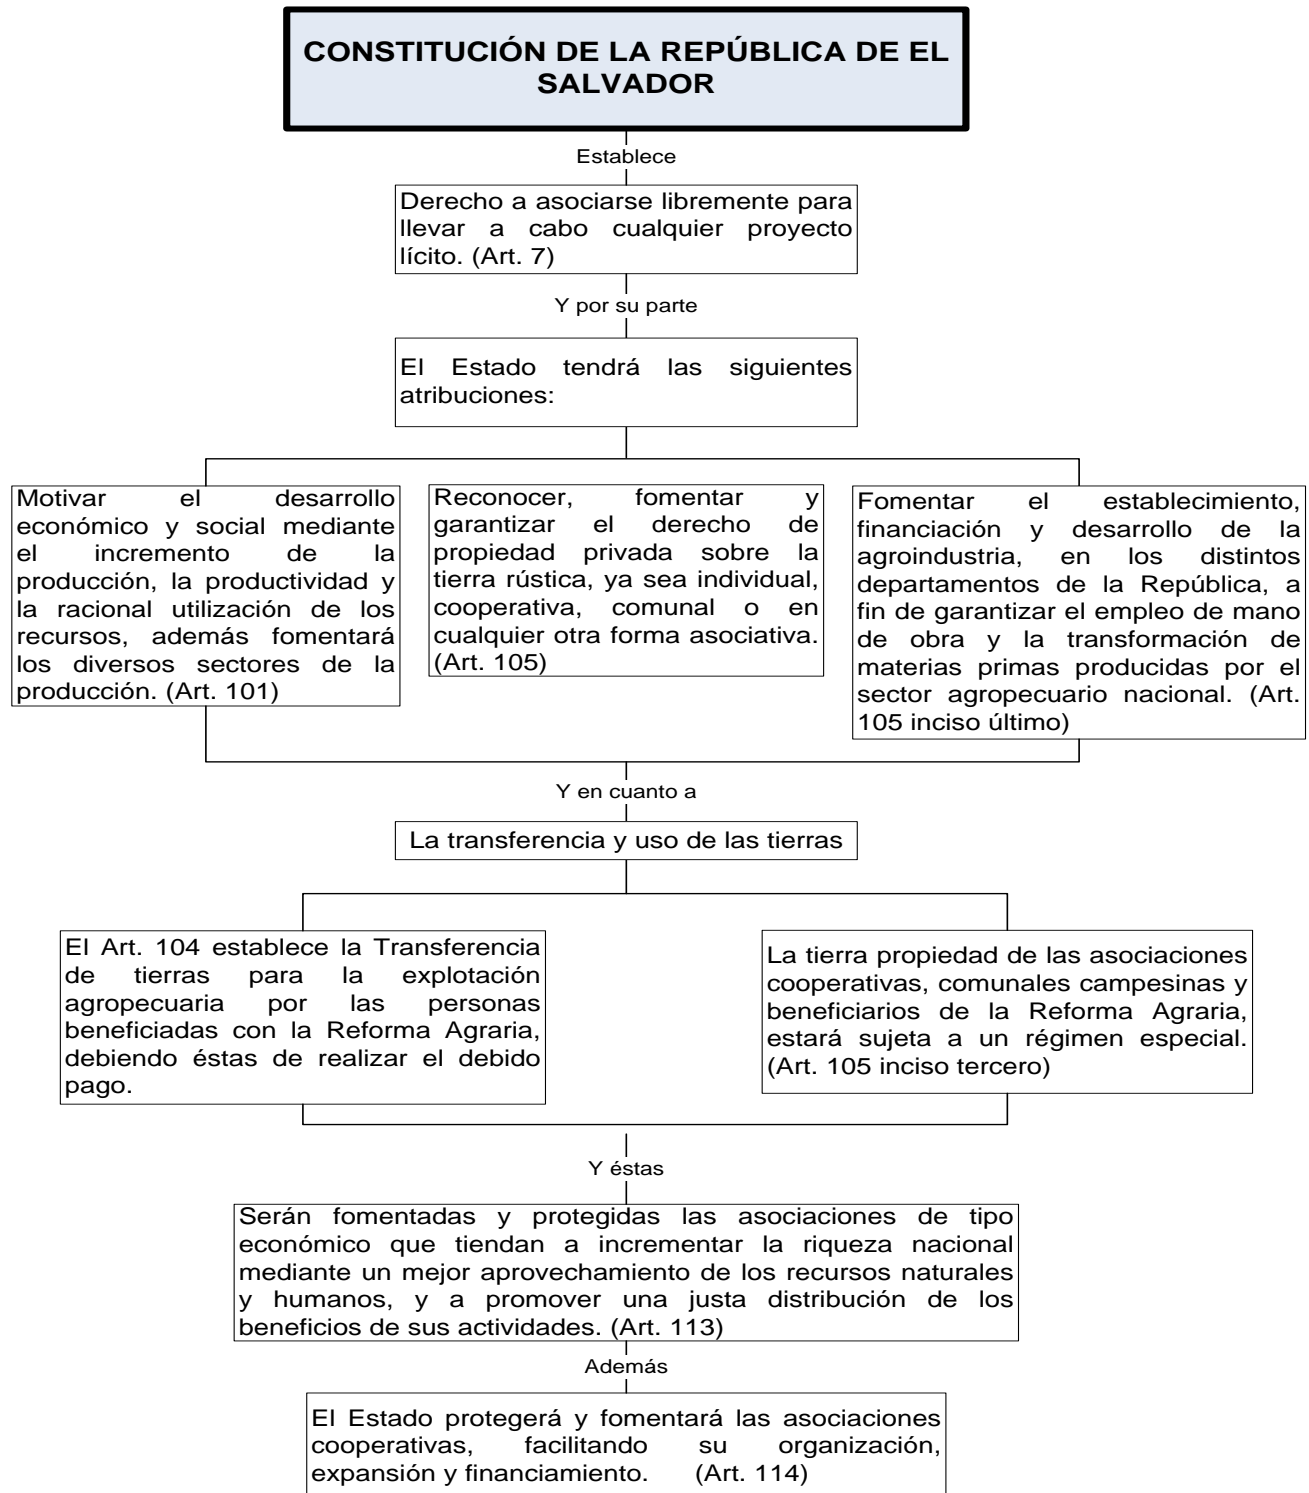 CONSTITUCIÓN DE LA REPÚBLICA DE EL
SALVADOR
Establece
Derecho a asociarse libremente para
llevar a cabo cualquier proyecto
lícito. (Art. 7)
Y por su parte
El Estado tendrá las siguientes
atribuciones:
Motivar el desarrollo
económico y social mediante
el incremento de la
producción, la productividad y
la racional utilización de los
recursos, además fomentará
los diversos sectores de la
producción. (Art. 101)
Reconocer, fomentar y
garantizar el derecho de
propiedad privada sobre la
tierra rústica, ya sea individual,
cooperativa, comunal o en
cualquier otra forma asociativa.
(Art. 105)
Fomentar el establecimiento,
financiación y desarrollo de la
agroindustria, en los distintos
departamentos de la República, a
fin de garantizar el empleo de mano
de obra y la transformación de
materias primas producidas por el
sector agropecuario nacional. (Art.
105 inciso último)
Y en cuanto a
La transferencia y uso de las tierras
El Art. 104 establece la Transferencia
de tierras para la explotación
agropecuaria por las personas
beneficiadas con la Reforma Agraria,
debiendo éstas de realizar el debido
pago.
La tierra propiedad de las asociaciones
cooperativas, comunales campesinas y
beneficiarios de la Reforma Agraria,
estará sujeta a un régimen especial.
(Art. 105 inciso tercero)
Y éstas
Serán fomentadas y protegidas las asociaciones de tipo
económico que tiendan a incrementar la riqueza nacional
mediante un mejor aprovechamiento de los recursos naturales
y humanos, y a promover una justa distribución de los
beneficios de sus actividades. (Art. 113)
Además
El Estado protegerá y fomentará las asociaciones
cooperativas, facilitando su organización,
expansión y financiamiento. (Art. 114)